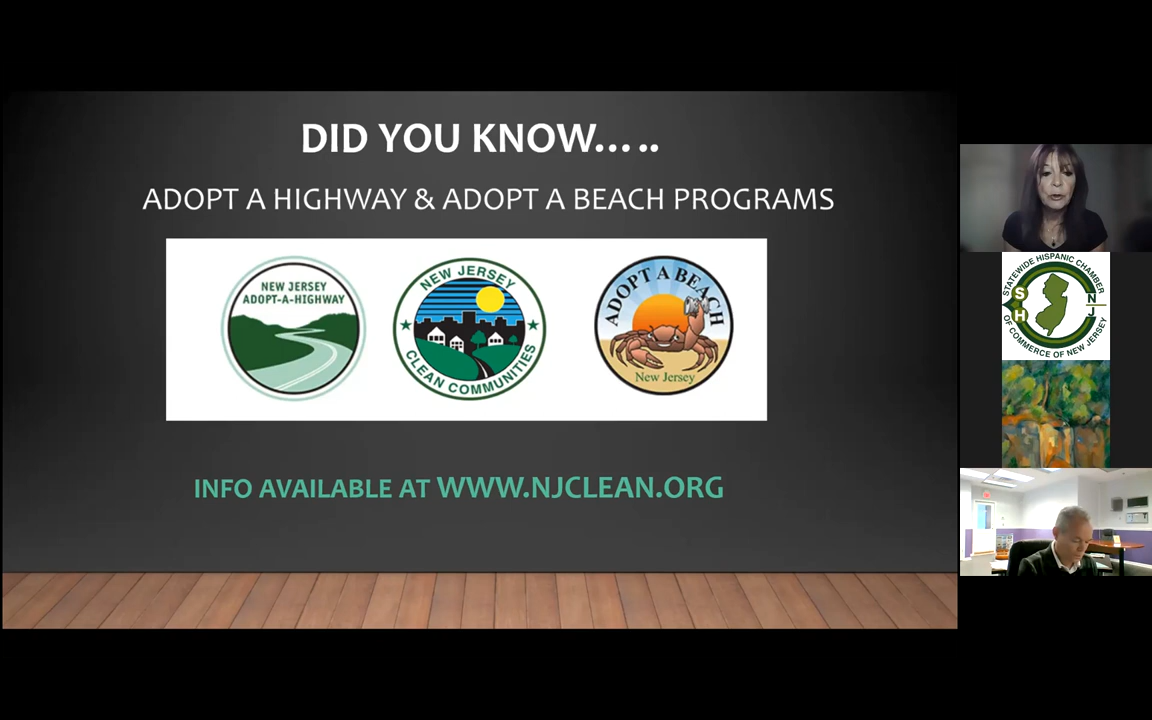 DID YOU KNOW.....
ADOPT A HIGHWAY & ADOPT A BEACH PROGRAMS
NEW JERSEY
ADOPT-A-HIGHWAY
NEW JERSEY
CLEAN COMMUNITIES
ADOPT A BEACH
New Jersey
INFO AVAILABLE AT WWW.NJCLEAN.ORG
STATEWIDE HISPANIC CHAMBER
S N
H J
OF COMMERCE OF NEW JERSEY